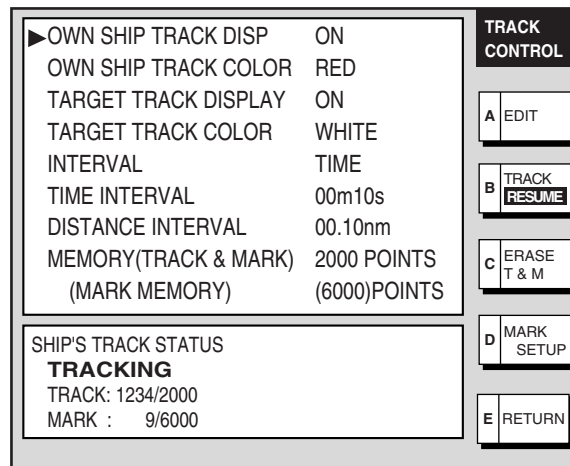 ▶OWN SHIP TRACK DISP ON
OWN SHIP TRACK COLOR RED
TARGET TRACK DISPLAY ON
TARGET TRACK COLOR WHITE
INTERVAL TIME
TIME INTERVAL 00m10s
DISTANCE INTERVAL 00.10nm
MEMORY(TRACK & MARK) 2000 POINTS
(MARK MEMORY) (6000)POINTS
SHIP'S TRACK STATUS
TRACKING
TRACK: 1234/2000
MARK : 9/6000
TRACK
CONTROL
A EDIT
B TRACK
RESUME
C ERASE
T & M
D MARK
SETUP
E RETURN